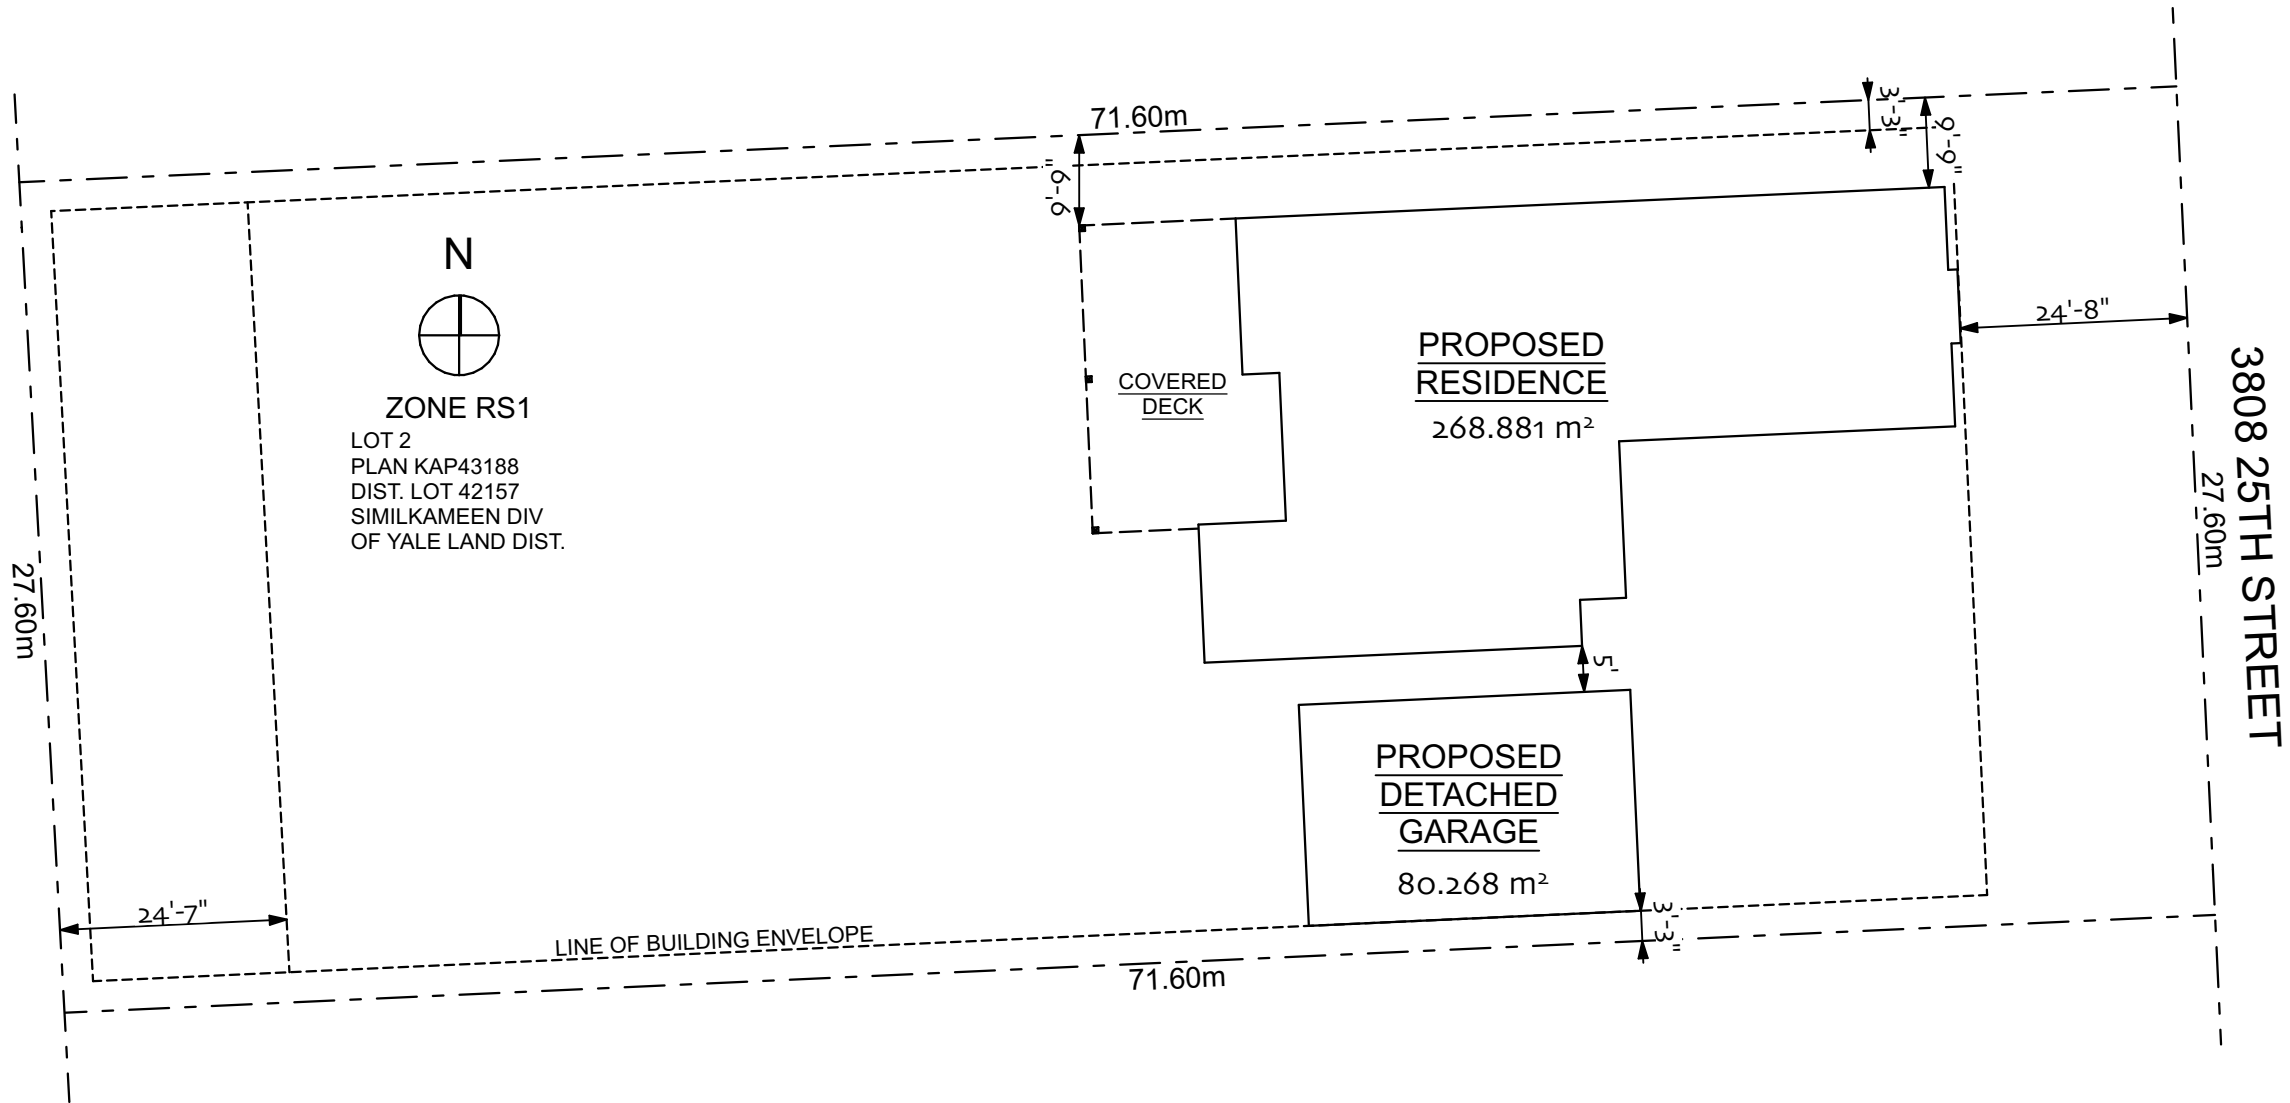 71.60m
3'-3"
9'-9"
9'-9"
N
24'-8"
PROPOSED
RESIDENCE
268.881 m²
COVERED
DECK
ZONE RS1
LOT 2
PLAN KAP43188
DIST. LOT 42157
SIMILKAMEEN DIV
OF YALE LAND DIST.
3808 25TH STREET
27.60m
27.60m
5'
PROPOSED
DETACHED
GARAGE
80.268 m²
24'-7"
3'-3"
LINE OF BUILDING ENVELOPE
71.60m